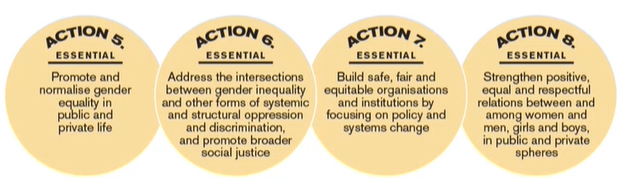 ACTION 5.
ESSENTIAL
Promote and
normalise gender
equality in
public and
private life
ACTION 6.
ESSENTIAL
Address the intersections
between gender inequality
and other forms of systemic
and structural oppression
and discrimination,
and promote broader
social justice
ACTION 7.
ESSENTIAL
Build safe, fair and
equitable organisations
and institutions by
focusing on policy and
systems change
ACTION 8.
ESSENTIAL
Strengthen positive,
equal and respectful
relations between and
among women and
men, girls and boys,
in public and private
spheres